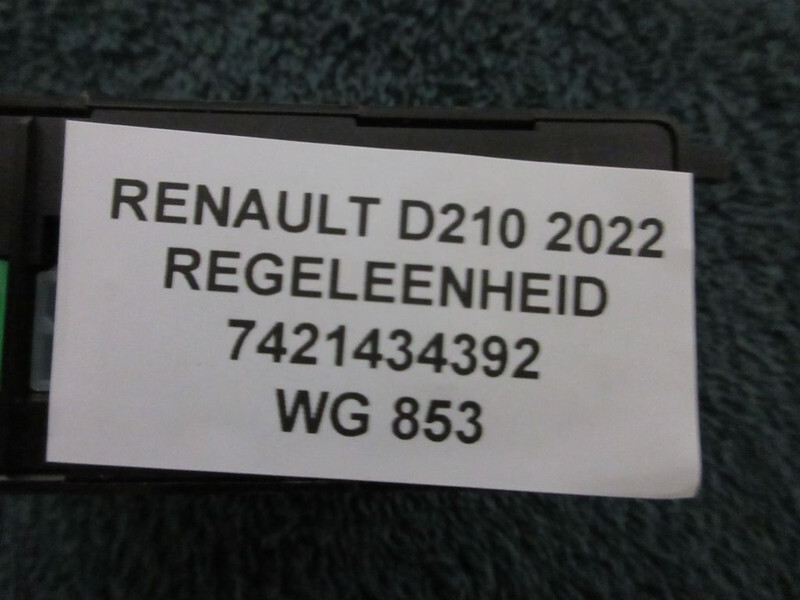 RENAULT D210 2022
REGELEENHEID
7421434392
WG 853